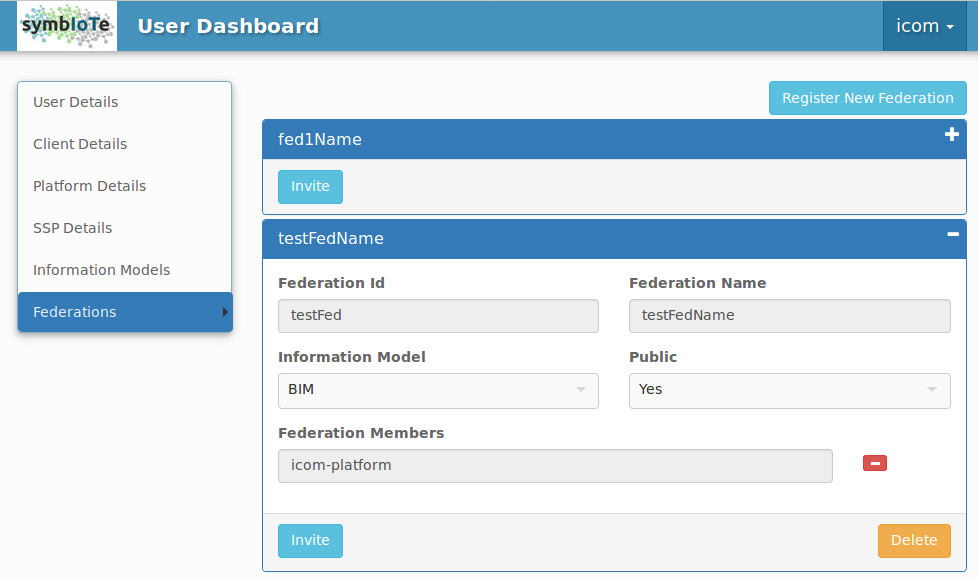 symbIoTe
User Dashboard
icom
User Details
Client Details
Platform Details
SSP Details
Information Models
Federations
Register New Federation
fed1Name
Invite
testFedName
Federation Id
Federation Name
testFed
testFedName
Information Model
Public
BIM
Yes
Federation Members
icom-platform
Invite
Delete